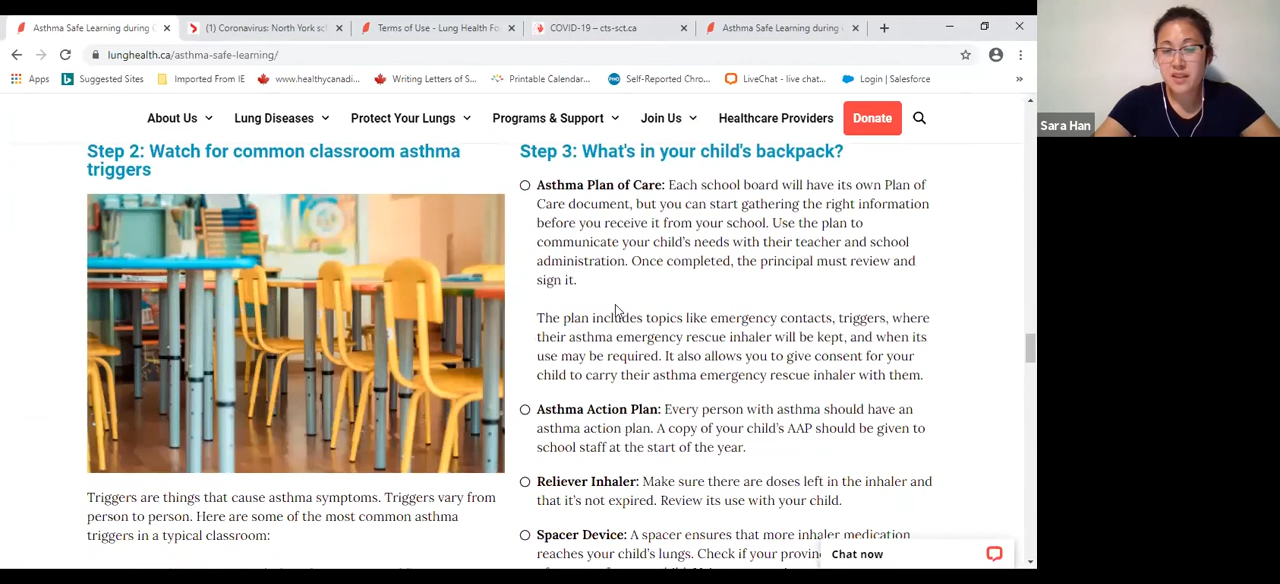 Asthma Safe Learning during
(1) Coronavirus: North York sc
Terms of Use - Lung Health Fo
COVID-19 – cts-sct.ca
Asthma Safe Learning during
lunghealth.ca/asthma-safe-learning/
Apps
Suggested Sites
Imported From IE
www.healthycanadi...
Writing Letters of S...
Printable Calendar...
Self-Reported Chro...
LiveChat - live chat...
Login | Salesforce
»
About Us
Lung Diseases
Protect Your Lungs
Programs & Support
Join Us
Healthcare Providers
Donate
Sara Han
Step 2: Watch for common classroom asthma
triggers
Triggers are things that cause asthma symptoms. Triggers vary from
person to person. Here are some of the most common asthma
triggers in a typical classroom:
Step 3: What's in your child's backpack?
Asthma Plan of Care: Each school board will have its own Plan of
Care document, but you can start gathering the right information
before you receive it from your school. Use the plan to
communicate your child's needs with their teacher and school
administration. Once completed, the principal must review and
sign it.
The plan includes topics like emergency contacts, triggers, where
their asthma emergency rescue inhaler will be kept, and when its
use may be required. It also allows you to give consent for your
child to carry their asthma emergency rescue inhaler with them.
Asthma Action Plan: Every person with asthma should have an
asthma action plan. A copy of your child's AAP should be given to
school staff at the start of the year.
Reliever Inhaler: Make sure there are doses left in the inhaler and
that it's not expired. Review its use with your child.
Spacer Device: A spacer ensures that more inhaler medication
reaches your child's lungs. Check if your provin
Chat now